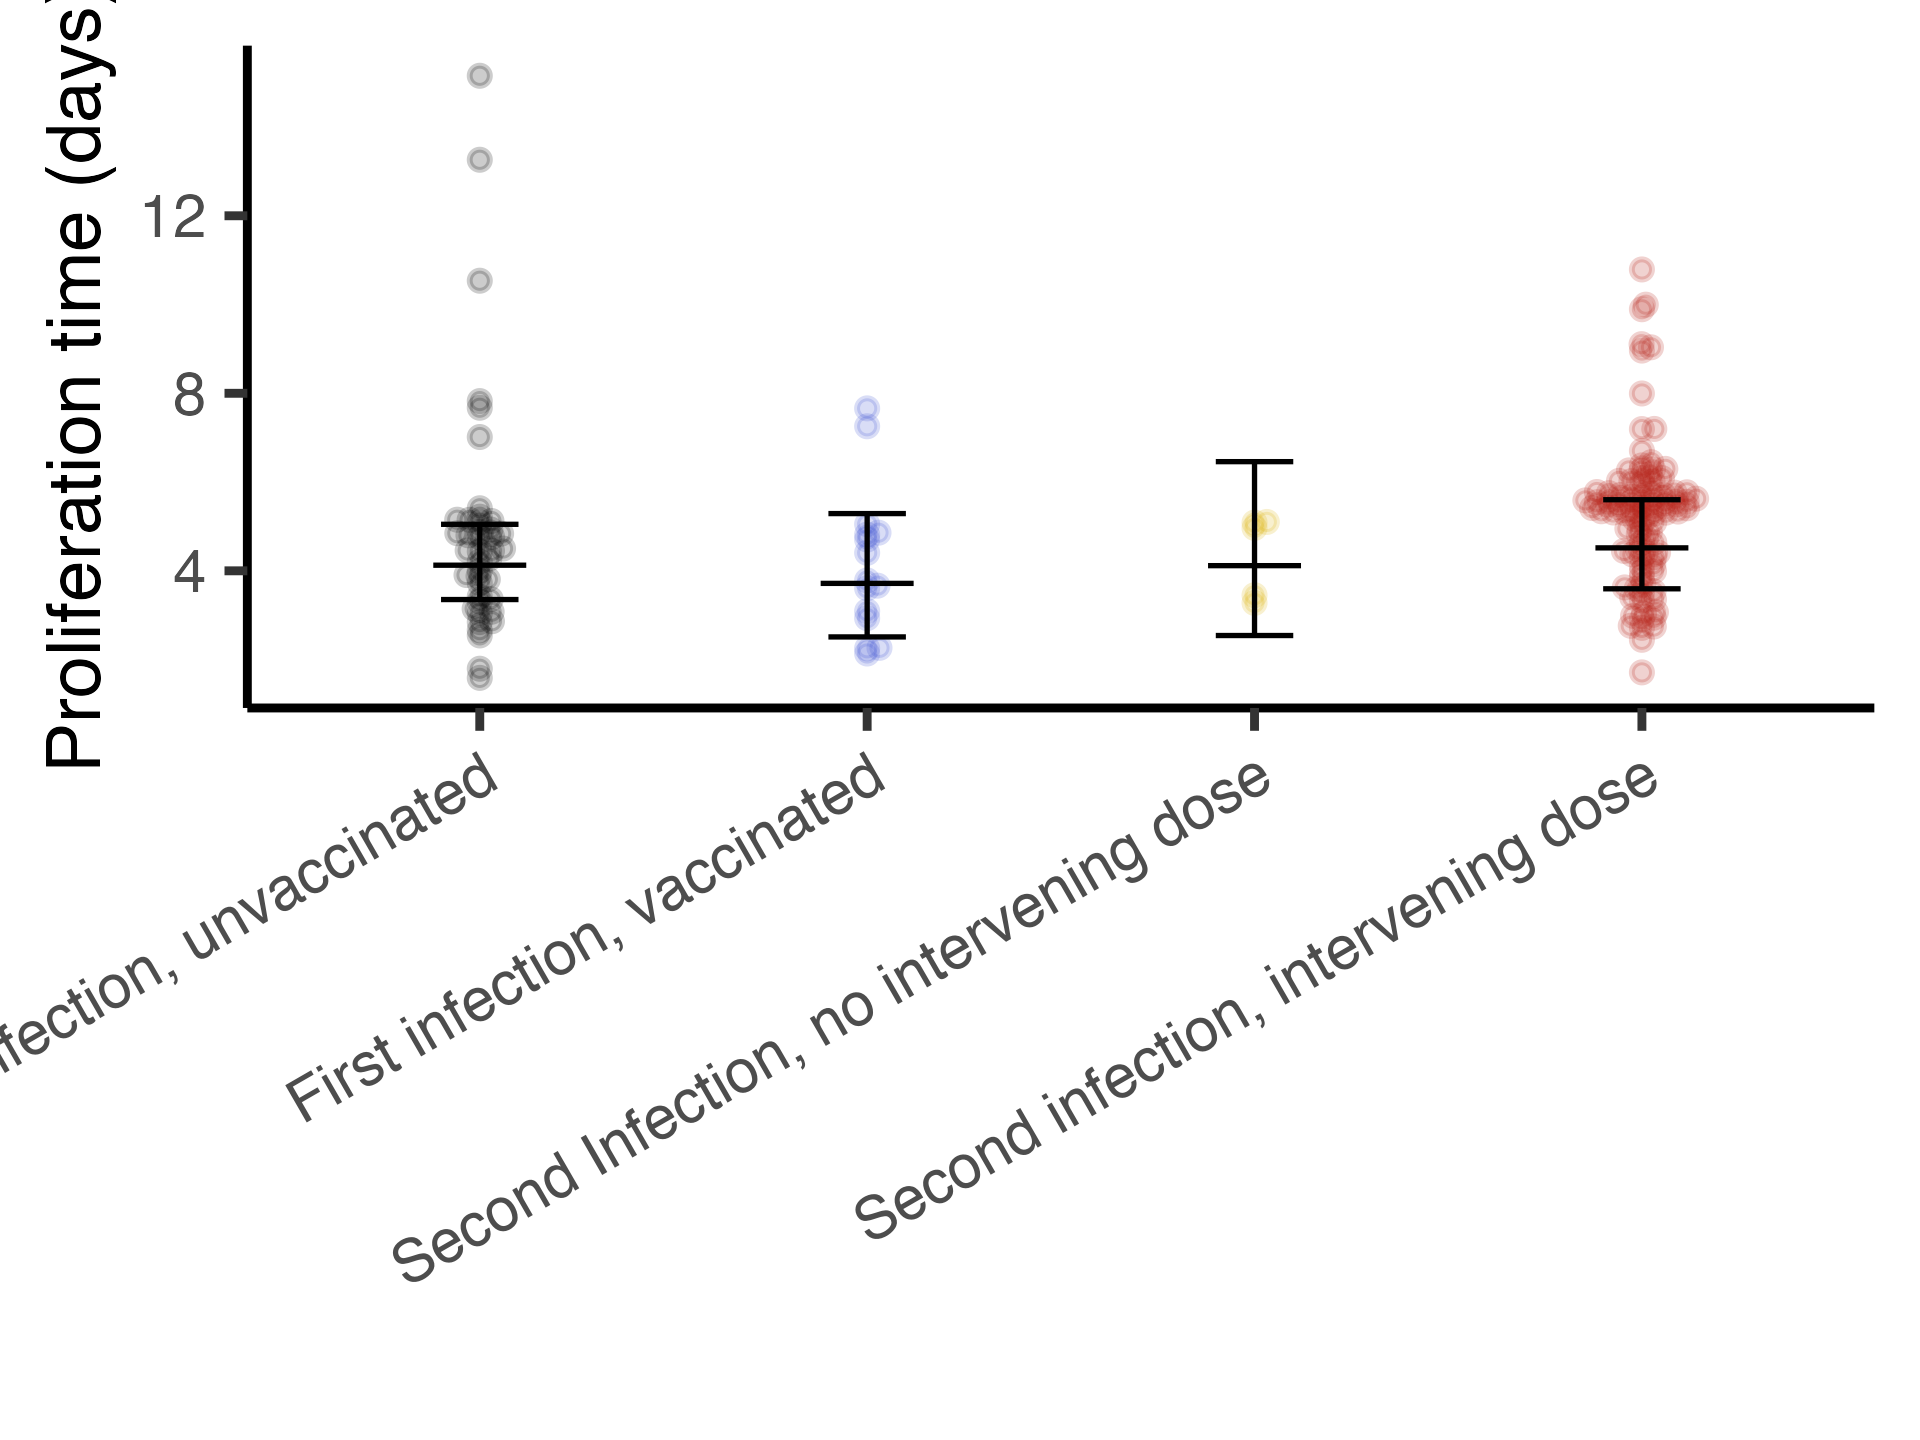 Proliferation time (days)
12
8
4
unvaccinated
First infection, vaccinated
Second Infection, no intervening dose
Second infection, intervening dose